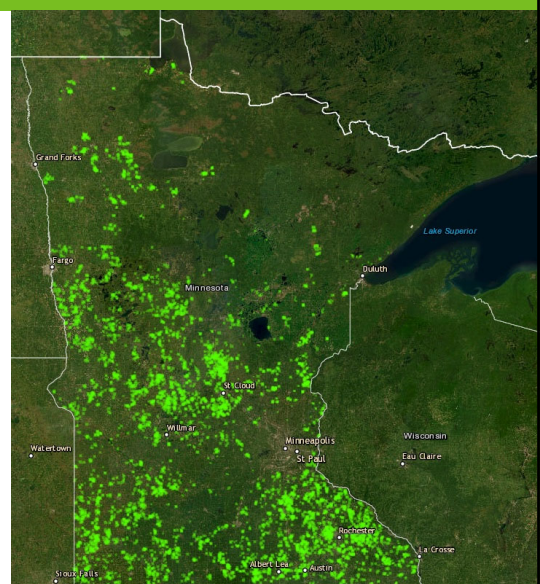 Grand Forks
Lake Superior
Fargo
Duluth
Minnesota
St Cloud
Willmar
Wisconsin
Minneapolis
Watertown
St Paul
Eau Claire
Rochester
La Crosse
Albert Lea
Austin
Sioux Falls